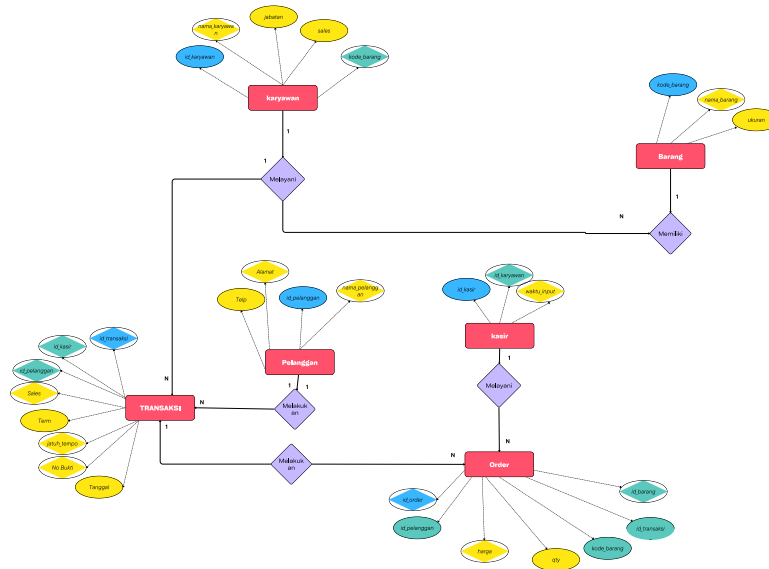 jabatan
nama_karyawa
n
sales
id_karyawan
kode_barang
karyawan
1
kode_barang
nama_barang
ukuran
Barang
1
1
Melayani
N
Memiliki
Alamat
Telp
id_pelanggan
nama_pelangg
an
id_karyawan
id_kasir
waktu_input
kasir
1
Pelanggan
Melayani
id_transaksi
id_kasir
id_pelanggan
Sales
Term
jatuh_tempo
No Bukti
Tanggal
N
TRANSAKSI
N
1
1
1
Melakuk
an
Melakuk
an
N
N
Order
id_order
id_pelanggan
harga
qty
kode_barang
id_transaksi
id_barang